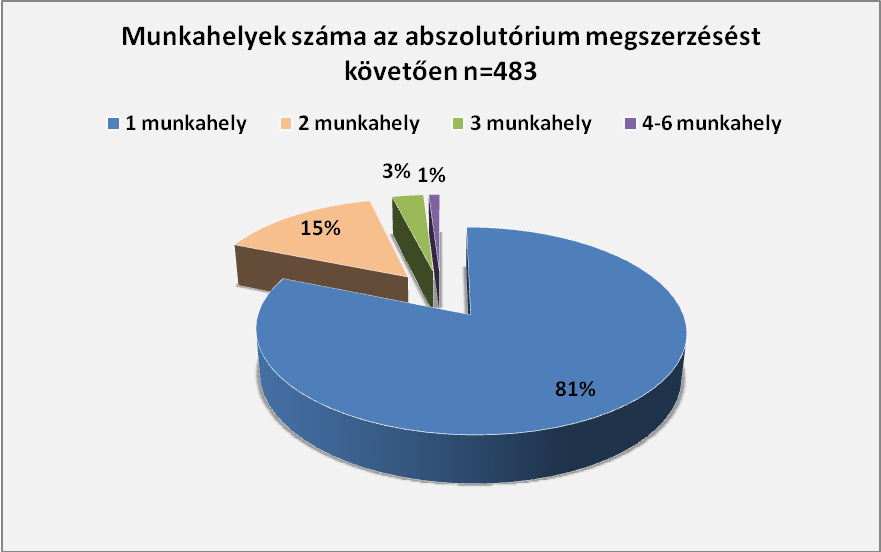 Munkahelyek száma az abszolutórium megszerzésést
követően n=483
1 munkahely 2 munkahely 3 munkahely 4-6 munkahely
3% 1%
15%
81%